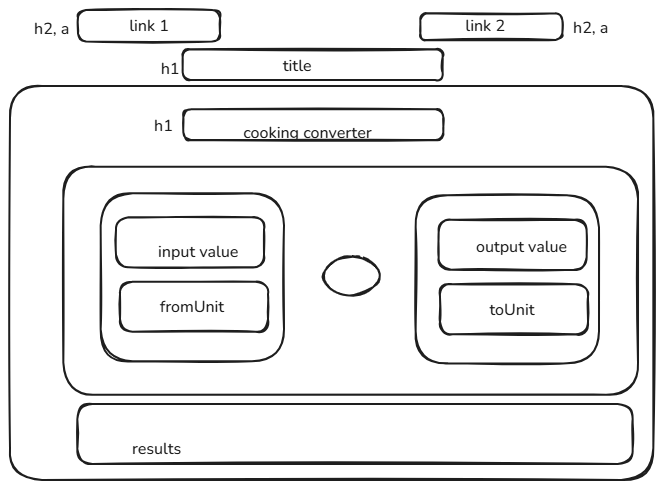 h2, a
link 1
link 2
h2, a
h1
title
h1
cooking converter
input value
output value
fromUnit
toUnit
results